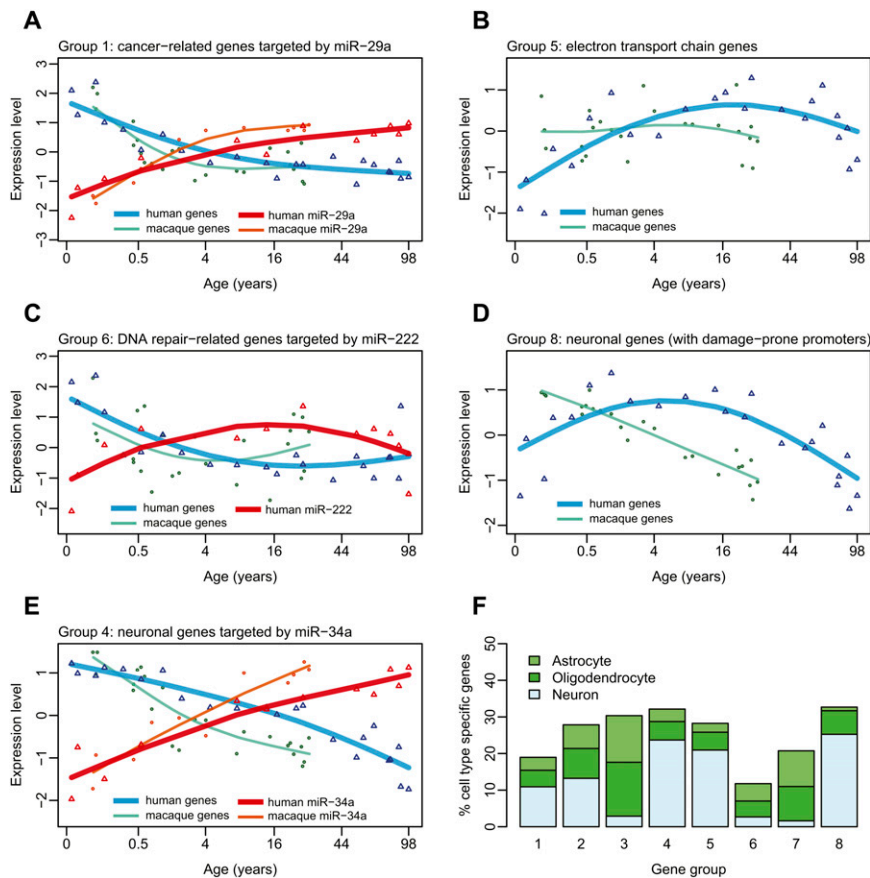 A
Group 1: cancer−related genes targeted by miR−29a
Expression level
3
2
1
0
−1
−2
−3
human genes
human miR−29a
macaque genes
macaque miR−29a
0 0.5 4 16 44 98
Age (years)
B
Group 5: electron transport chain genes
Expression level
1
0
−1
−2
human genes
macaque genes
0 0.5 4 16 44 98
Age (years)
C
Group 6: DNA repair−related genes targeted by miR−222
Expression level
3
2
1
0
−1
−2
human genes
human miR−222
macaque genes
0 0.5 4 16 44 98
Age (years)
D
Group 8: neuronal genes (with damage−prone promoters)
Expression level
1
0
−1
−2
human genes
macaque genes
0 0.5 4 16 44 98
Age (years)
E
Group 4: neuronal genes targeted by miR−34a
Expression level
1
0
−1
−2
human genes
human miR−34a
macaque genes
macaque miR−34a
0 0.5 4 16 44 98
Age (years)
F
% cell type specific genes
50
40
30
20
10
0
Astrocyte
Oligodendrocyte
Neuron
1 2 3 4 5 6 7 8
Gene group